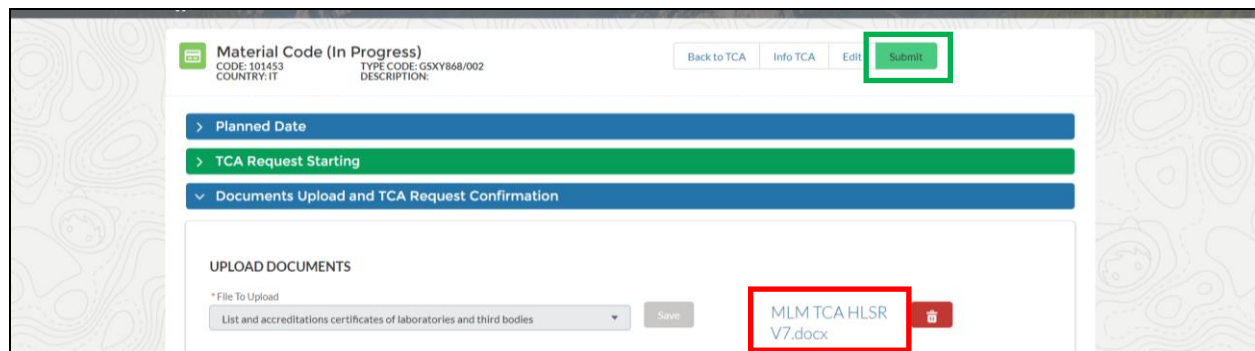 Material Code (In Progress)
CODE: 101453 TYPE CODE: GSXY868/002
COUNTRY: IT DESCRIPTION:
Back to TCA Info TCA Edit Submit
Planned Date
TCA Request Starting
Documents Upload and TCA Request Confirmation
UPLOAD DOCUMENTS
* File To Upload
List and accreditations certificates of laboratories and third bodies Save
MLM TCA HLSR
V7.docx